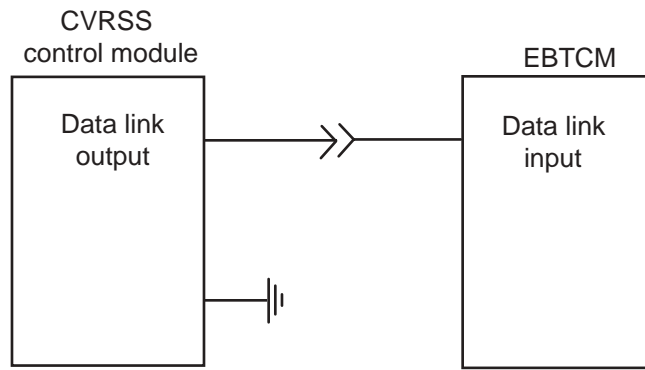 CVRSS
control module
EBTCM
Data link
output
Data link
input